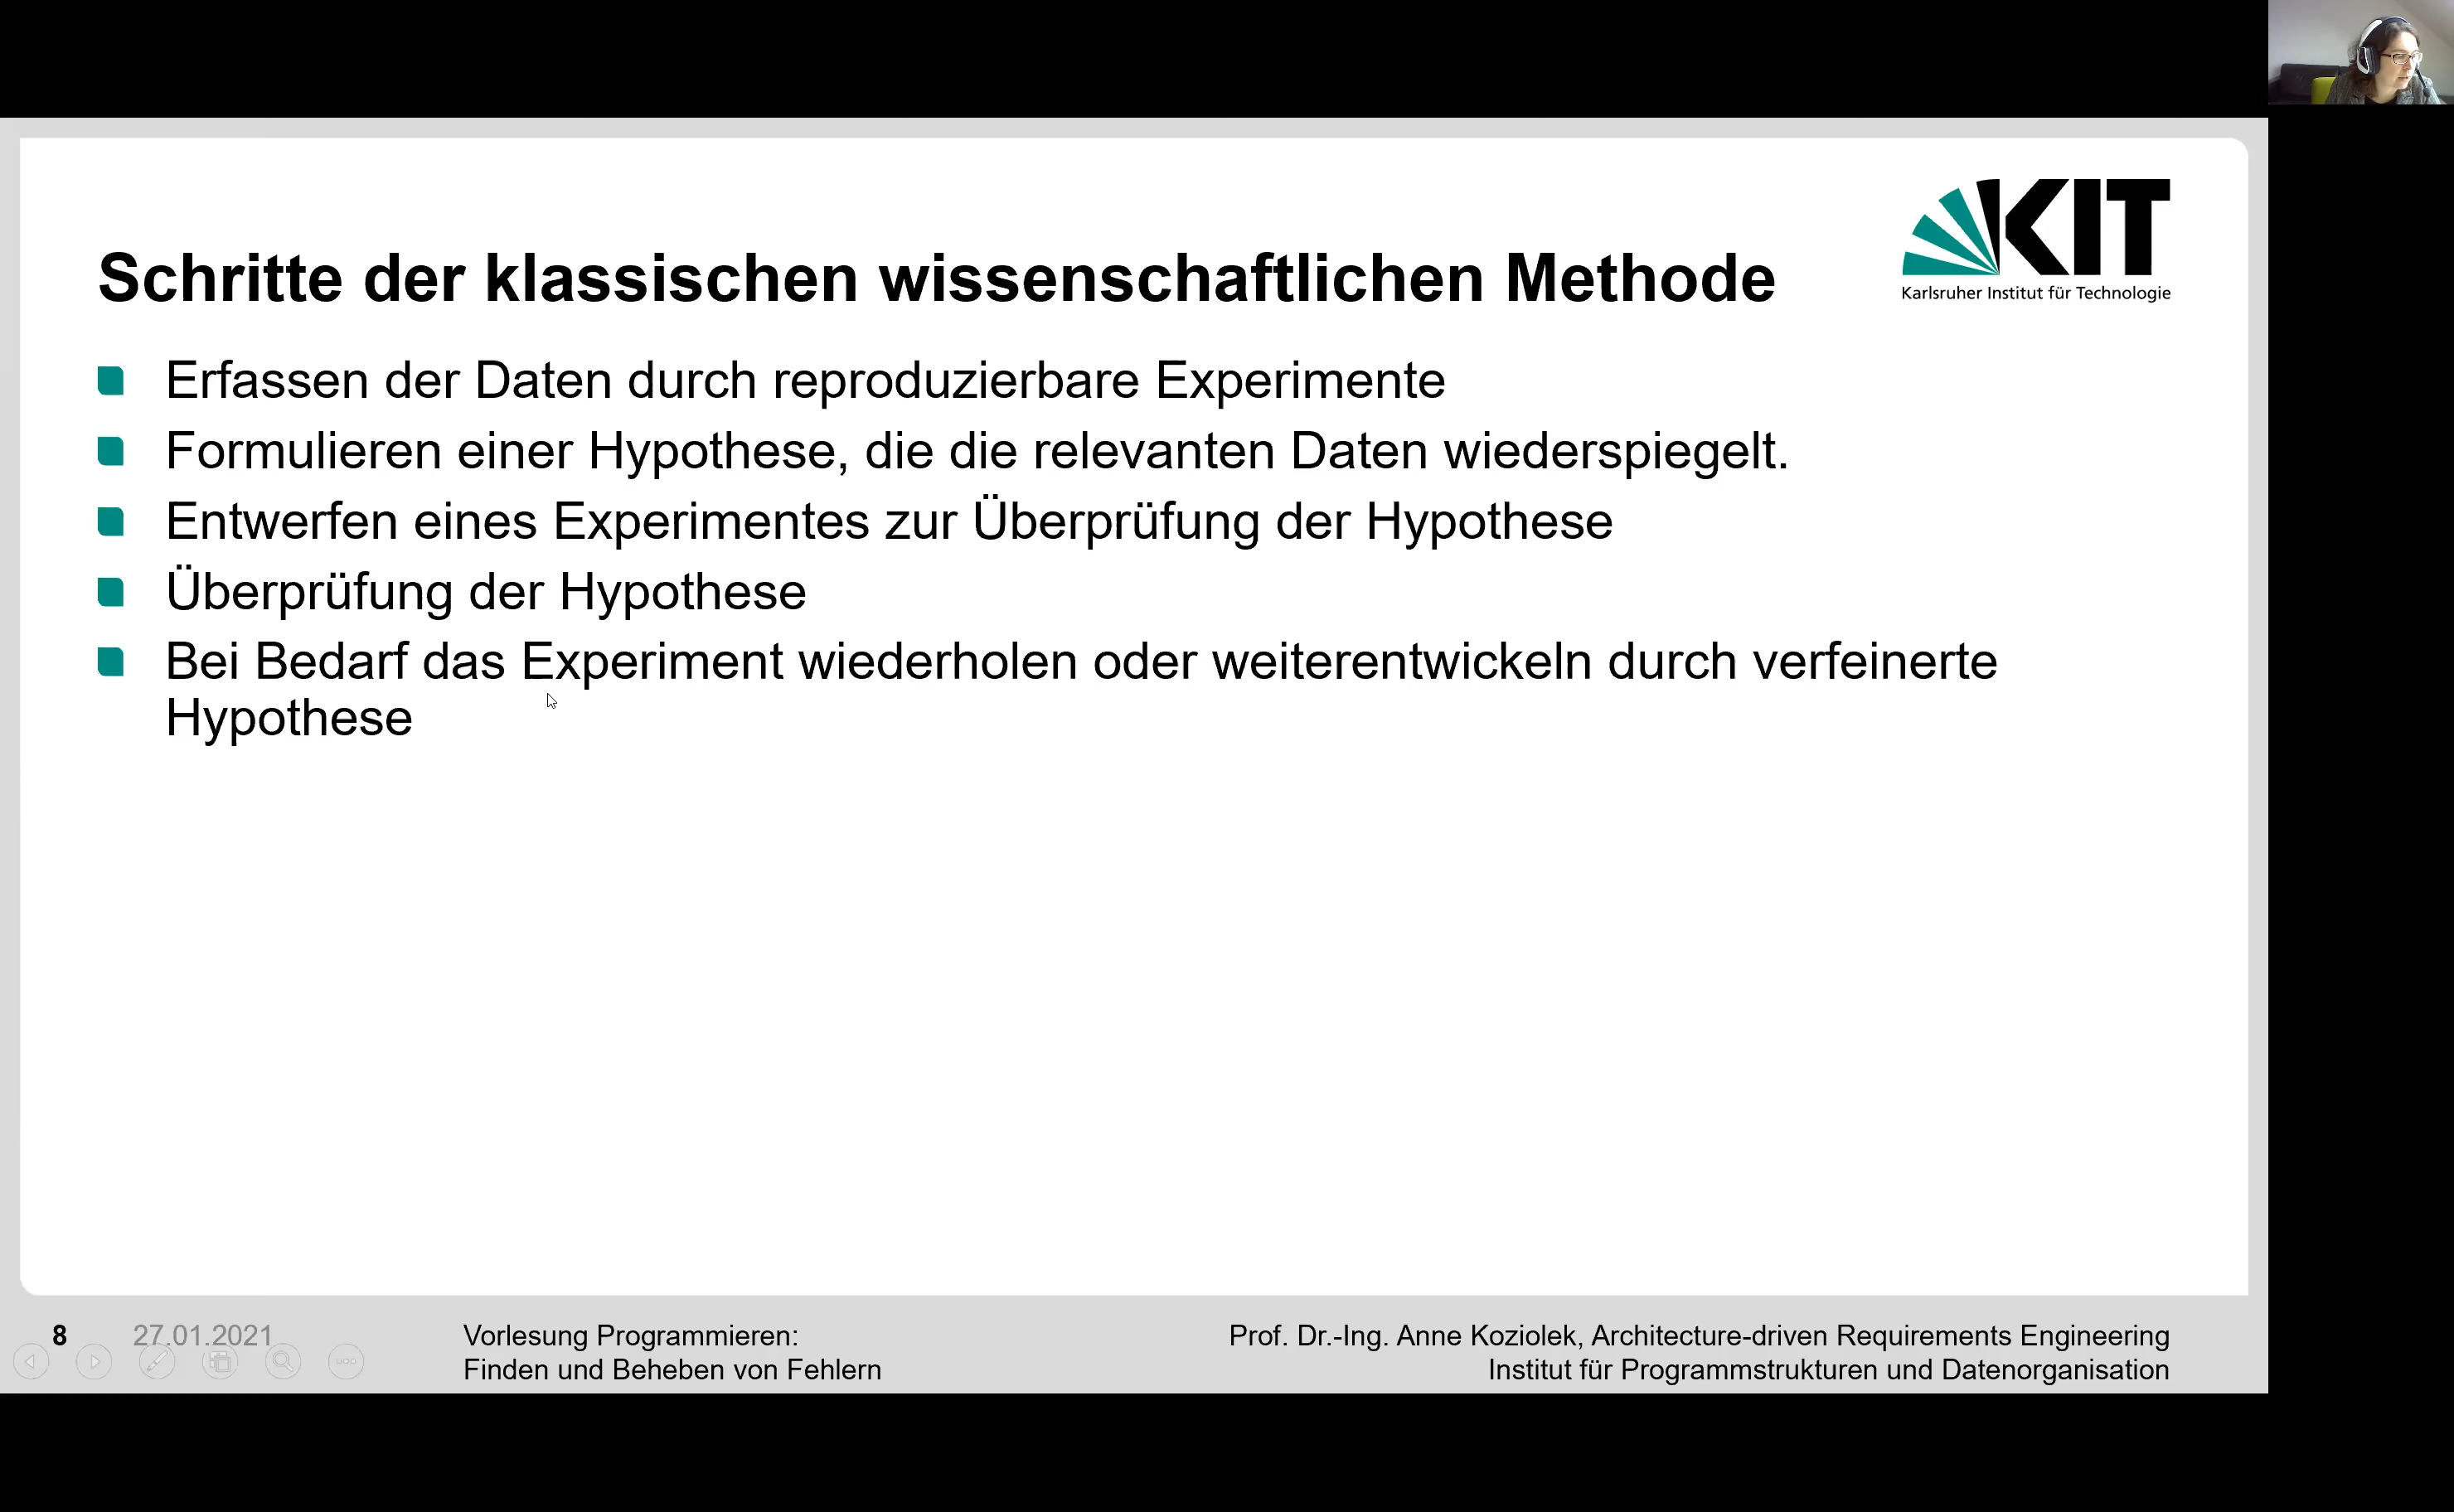 Schritte der klassischen wissenschaftlichen Methode
KIT
Karlsruher Institut für Technologie
Erfassen der Daten durch reproduzierbare Experimente
Formulieren einer Hypothese, die die relevanten Daten wiederspiegelt.
Entwerfen eines Experimentes zur Überprüfung der Hypothese
Überprüfung der Hypothese
Bei Bedarf das Experiment wiederholen oder weiterentwickeln durch verfeinerte
Hypothese
8
27.01.2021
Vorlesung Programmieren:
Finden und Beheben von Fehlern
Prof. Dr.-Ing. Anne Koziolek, Architecture-driven Requirements Engineering
Institut für Programmstrukturen und Datenorganisation